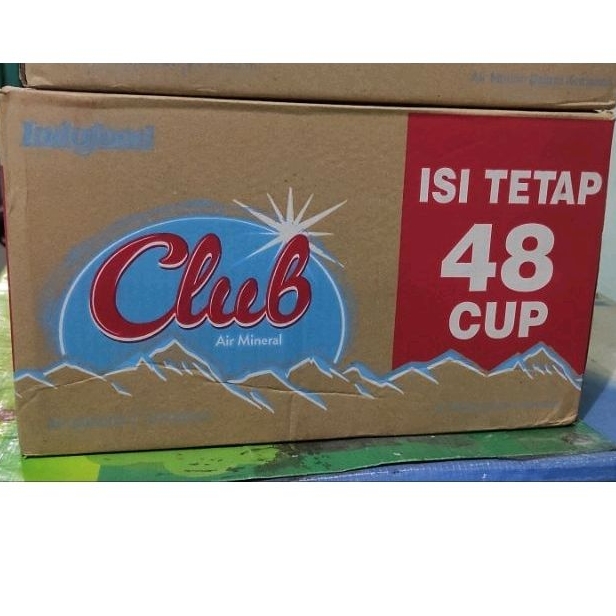 Indofood
Club
Air Mineral
ISI TETAP
48
CUP